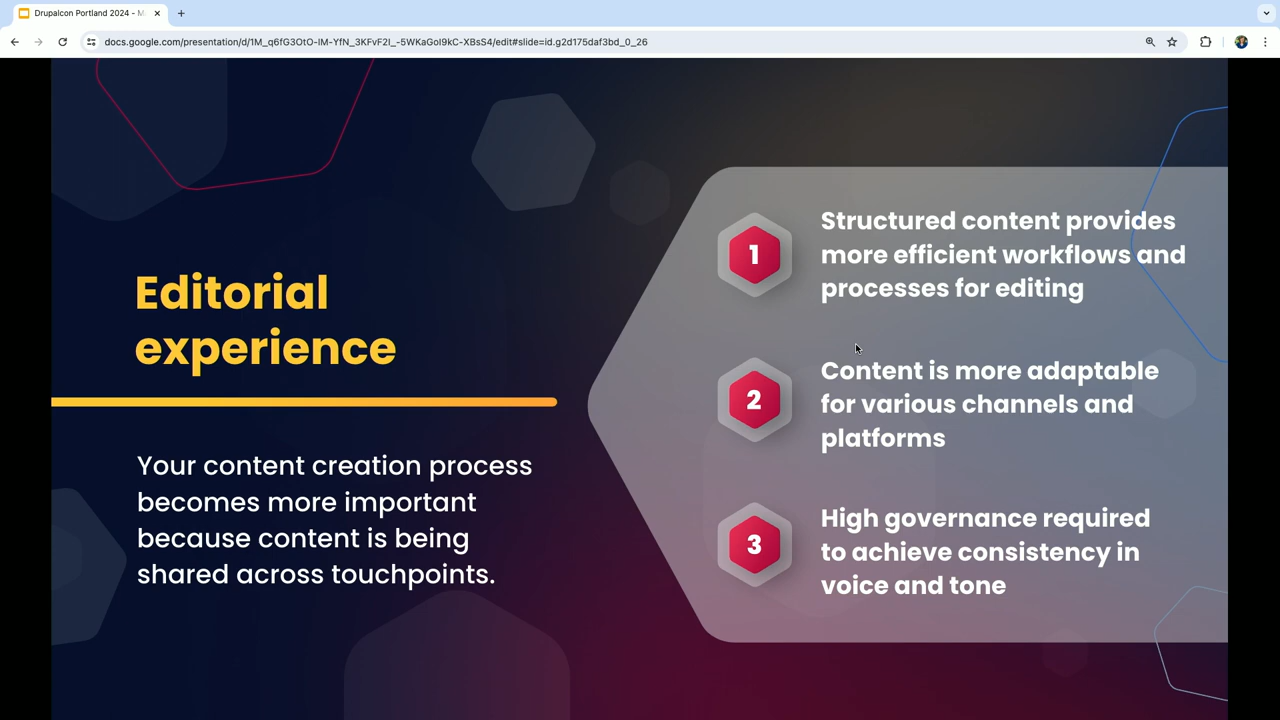 Drupalcon Portland 2024 - M
docs.google.com/presentation/d/1M_q6fG3OtO-IM-YfN_3KFvF2I_-5WKaGoI9kC-XBsS4/edit#slide=id.g2d175daf3bd_0_26
Editorial
experience
Your content creation process
becomes more important
because content is being
shared across touchpoints.
1
Structured content provides
more efficient workflows and
processes for editing
2
Content is more adaptable
for various channels and
platforms
3
High governance required
to achieve consistency in
voice and tone